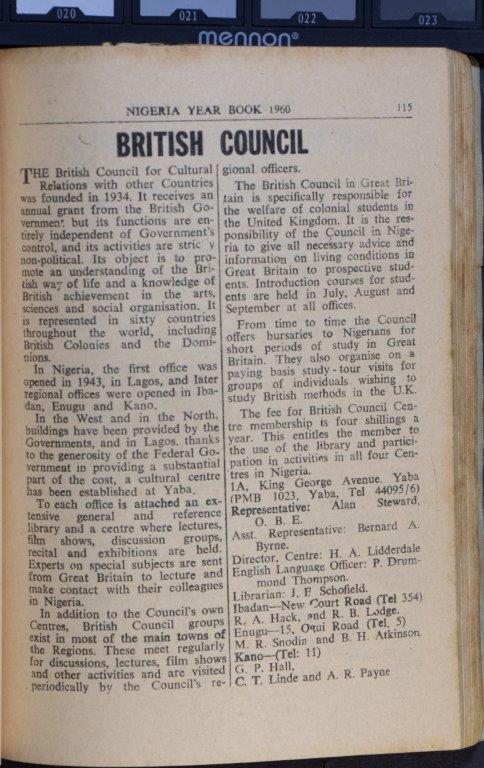 020
021
022
023
mennon®
NIGERIA YEAR BOOK 1960
115
BRITISH COUNCIL
THE British Council for Cultural
Relations with other Countries
was founded in 1934. It receives an
annual grant from the British Go-
vernment but its functions are en-
tirely independent of Government's
control, and its activities are stric y
non-political. Its object is to pro-
mote an understanding of the Bri-
tish way of life and a knowledge of
British achievement in the arts,
sciences and social organisation. It
is represented in sixty countries
throughout the world, including
British Colonies and the Domi-
nions.
In Nigeria, the first office was
opened in 1943, in Lagos, and later
regional offices were opened in Iba-
dan, Enugu and Kano.
In the West and in the North,
buildings have been provided by the
Governments, and in Lagos, thanks
to the generosity of the Federal Go-
vernment in providing a substantial
part of the cost, a cultural centre
has been established at Yaba.
To each office is attached an ex-
tensive general and reference
library and a centre where lectures,
film shows, discussion groups,
recital and exhibitions are held.
Experts on special subjects are sent
from Great Britain to lecture and
make contact with their colleagues
in Nigeria.
In addition to the Council's own
Centres, British Council groups
exist in most of the main towns of
the Regions. These meet regularly
for discussions, lectures, film shows
and other activities and are visited
periodically by the Council's re-
gional officers.
The British Council in Great Bri-
tain is specifically responsible for
the welfare of colonial students in
the United Kingdom. It is the res-
ponsibility of the Council in Nige-
ria to give all necessary advice and
information on living conditions in
Great Britain to prospective stud-
ents. Introduction courses for stud-
ents are held in July, August and
September at all offices.
From time to time the Council
offers bursaries to Nigerians for
short periods of study in Great
Britain. They also organise on a
paying basis study-tour visits for
groups of individuals wishing to
study British methods in the U.K.
The fee for British Council Cen-
tre membership is four shillings a
year. This entitles the member to
the use of the library and partici-
pation in activities in all four Cen-
tres in Nigeria.
1A, King George Avenue, Yaba
(PMB 1023, Yaba, Tel 44095/6)
Representative: Alan Steward,
O. B. E.
Asst. Representative: Bernard A.
Byrne.
Director, Centre: H. A. Lidderdale
English Language Officer: P. Drum-
mond Thompson.
Librarian: J. F Schofield.
Ibadan—New Court Road (Tel 354)
R. A. Hack, and R. B. Lodge.
Enugu—15, Ogui Road (Tel. 5)
M. R. Snodin and B. H. Atkinson.
Kano—(Tel: 11)
G. P. Hall.
C. T. Linde and A. R. Payne